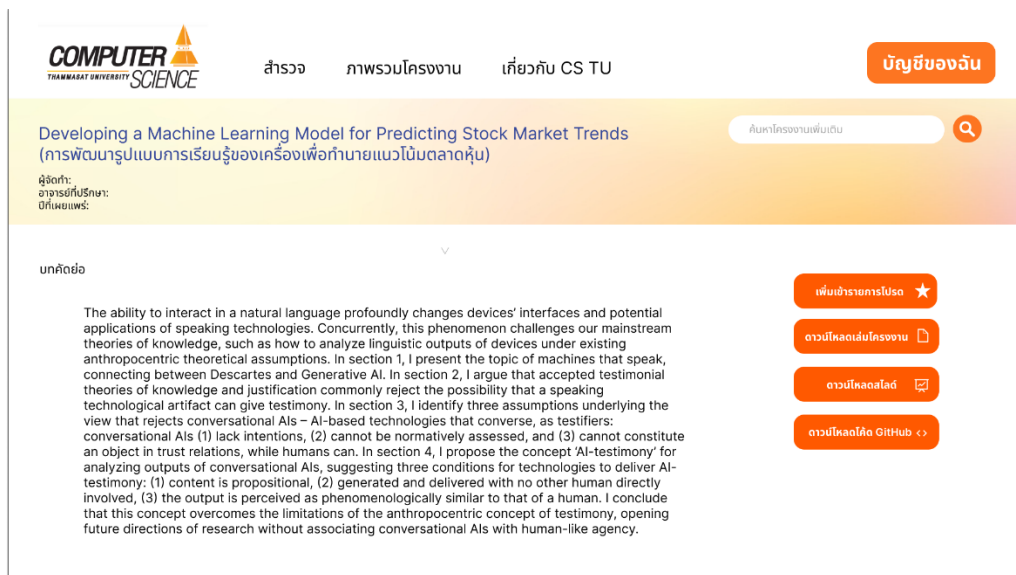 COMPUTER
THAMMASAT UNIVERSITY SCIENCE
สำรวจ
ภาพรวมโครงงาน
เกี่ยวกับ CS TU
บัญชีของฉัน
Developing a Machine Learning Model for Predicting Stock Market Trends
(การพัฒนารูปแบบการเรียนรู้ของเครื่องเพื่อทำนายแนวโน้มตลาดหุ้น)
ค้นหาโครงงานเพิ่มเติม
ผู้จัดทำ:
อาจารย์ที่ปรึกษา:
ปีที่เผยแพร่:
บทคัดย่อ
The ability to interact in a natural language profoundly changes devices' interfaces and potential
applications of speaking technologies. Concurrently, this phenomenon challenges our mainstream
theories of knowledge, such as how to analyze linguistic outputs of devices under existing
anthropocentric theoretical assumptions. In section 1, I present the topic of machines that speak,
connecting between Descartes and Generative AI. In section 2, I argue that accepted testimonial
theories of knowledge and justification commonly reject the possibility that a speaking
technological artifact can give testimony. In section 3, I identify three assumptions underlying the
view that rejects conversational AIs – AI-based technologies that converse, as testifiers:
conversational AIs (1) lack intentions, (2) cannot be normatively assessed, and (3) cannot constitute
an object in trust relations, while humans can. In section 4, I propose the concept 'AI-testimony' for
analyzing outputs of conversational AIs, suggesting three conditions for technologies to deliver AI-
testimony: (1) content is propositional, (2) generated and delivered with no other human directly
involved, (3) the output is perceived as phenomenologically similar to that of a human. I conclude
that this concept overcomes the limitations of the anthropocentric concept of testimony, opening
future directions of research without associating conversational AIs with human-like agency.
เพิ่มเข้ารายการโปรด
ดาวน์โหลดเล่มโครงงาน
ดาวน์โหลดสไลด์
ดาวน์โหลดโค้ด GitHub <>